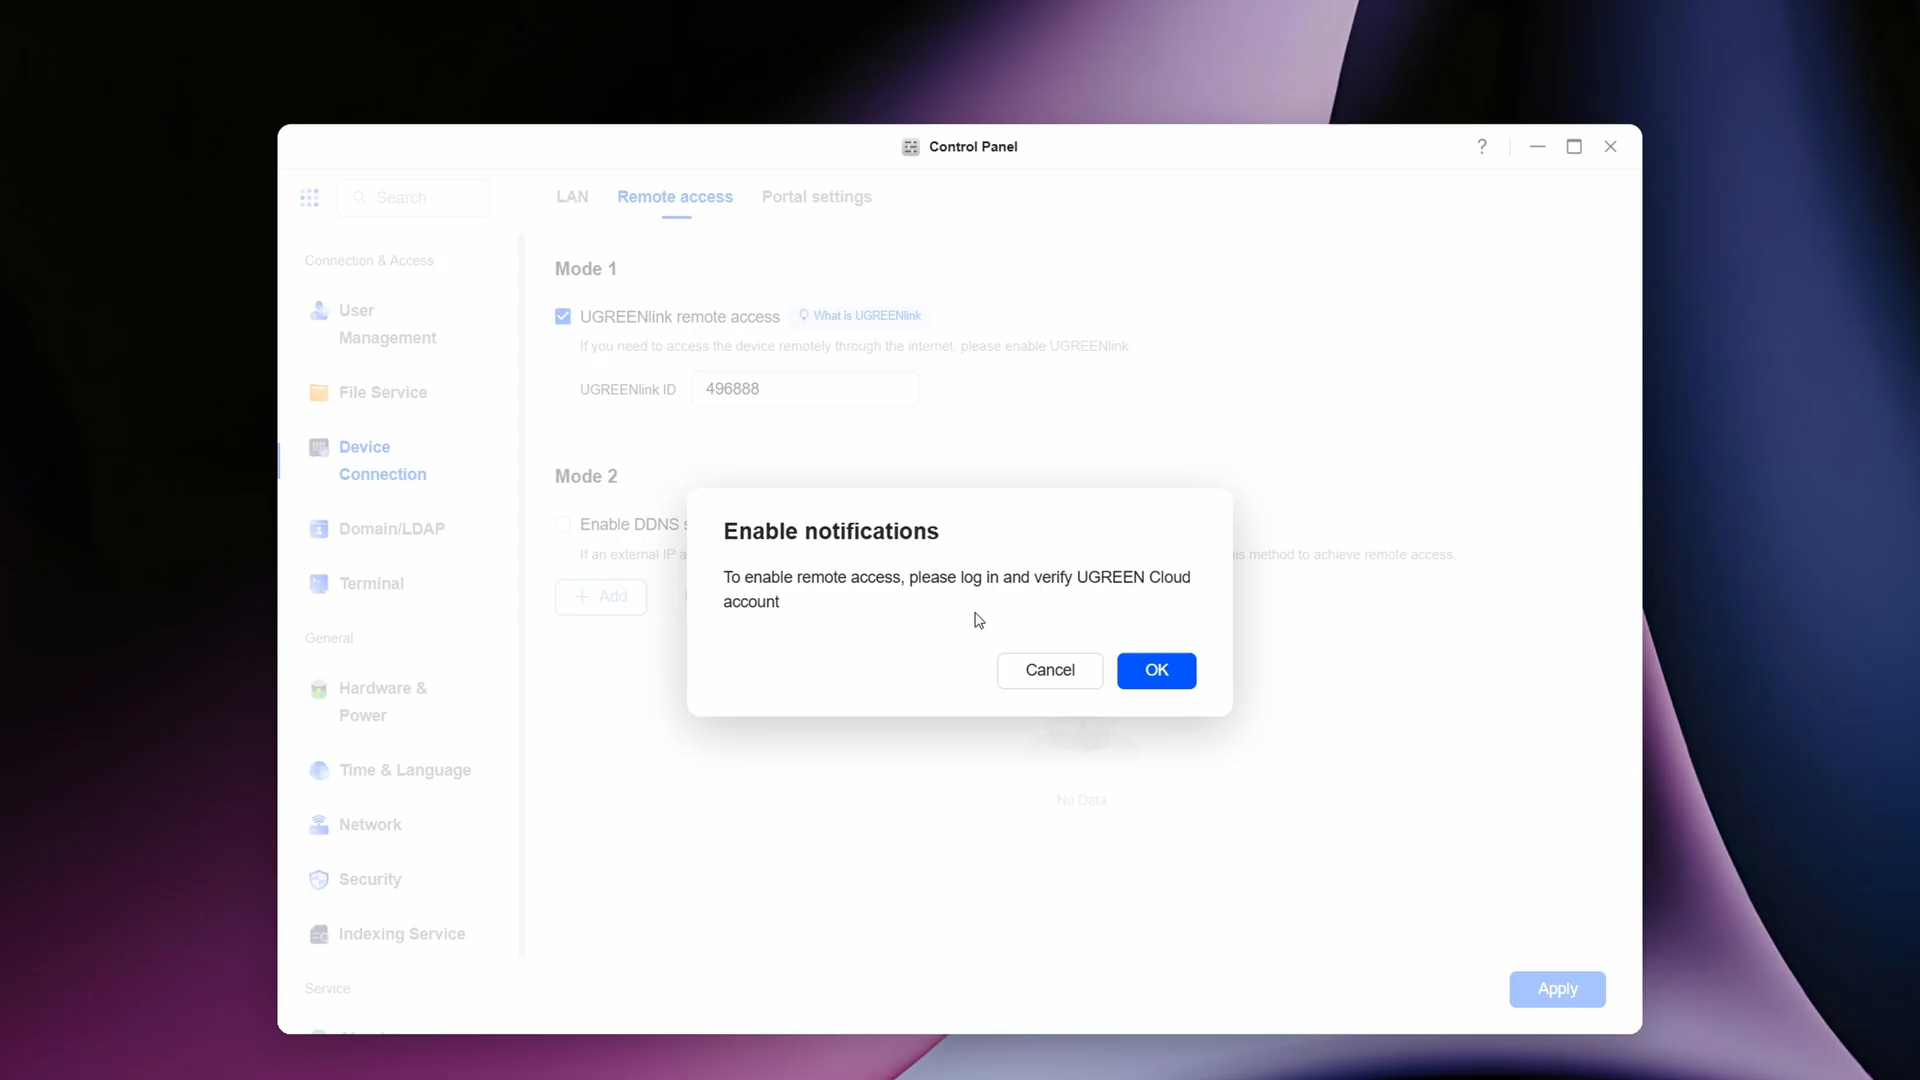 Control Panel
?
Search
LAN
Remote access
Portal settings
Connection & Access
User
Management
File Service
Device
Connection
Domain/LDAP
Terminal
General
Hardware &
Power
Time & Language
Network
Security
Indexing Service
Service
Mode 1
UGREENlink remote access
What is UGREENlink
If you need to access the device remotely through the internet, please enable UGREENlink
UGREENlink ID
496888
Mode 2
Enable DDNS
If an external IP
method to achieve remote access.
+ Add
Enable notifications
To enable remote access, please log in and verify UGREEN Cloud
account
Cancel
OK
No Data
Apply